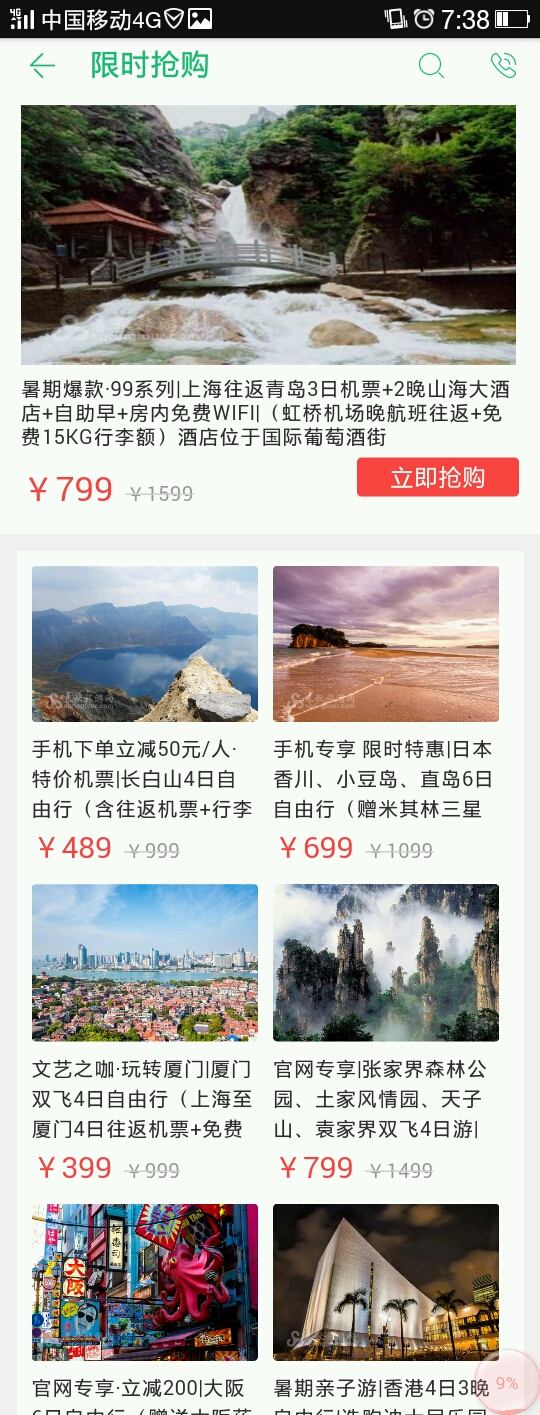 中国移动4G 7:38
限时抢购
暑期爆款·99系列|上海往返青岛3日机票+2晚山海大酒
店+自助早+房内免费WIFI|（虹桥机场晚航班往返+免
费15KG行李额）酒店位于国际葡萄酒街
￥799 ￥1599
立即抢购
手机下单立减50元/人·
特价机票|长白山4日自
由行（含往返机票+行李
￥489 ￥999
手机专享 限时特惠|日本
香川、小豆岛、直岛6日
自由行（赠米其林三星
￥699 ￥1099
文艺之咖·玩转厦门|厦门
双飞4日自由行（上海至
厦门4日往返机票+免费
￥399 ￥999
官网专享|张家界森林公
园、土家风情园、天子
山、袁家界双飞4日游|
￥799 ￥1499
大阪
官网专享·立减200|大阪
暑期亲子游|香港4日3晚
9%